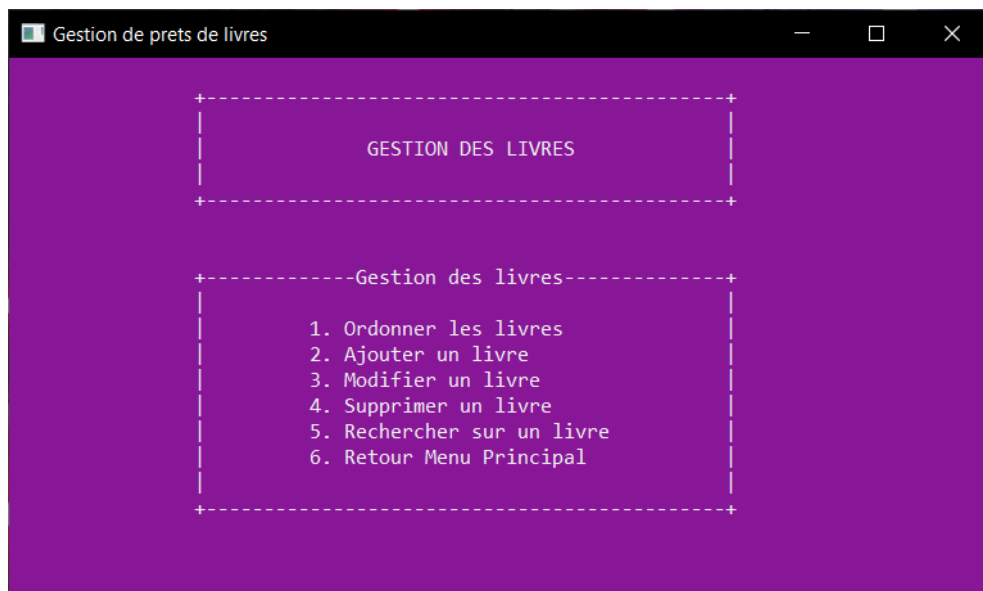 Gestion de prets de livres
GESTION DES LIVRES
Gestion des livres
1. Ordonner les livres
2. Ajouter un livre
3. Modifier un livre
4. Supprimer un livre
5. Rechercher sur un livre
6. Retour Menu Principal